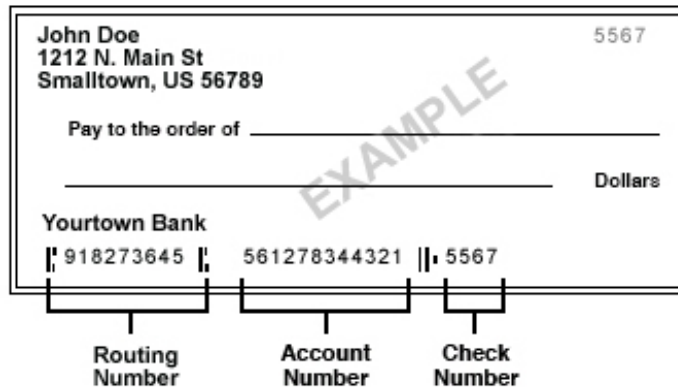 John Doe 5567
1212 N. Main St
Smalltown, US 56789
EXAMPLE
Pay to the order of
Dollars
Yourtown Bank
918273645 561278344321 5567
Routing Number Account Number Check Number